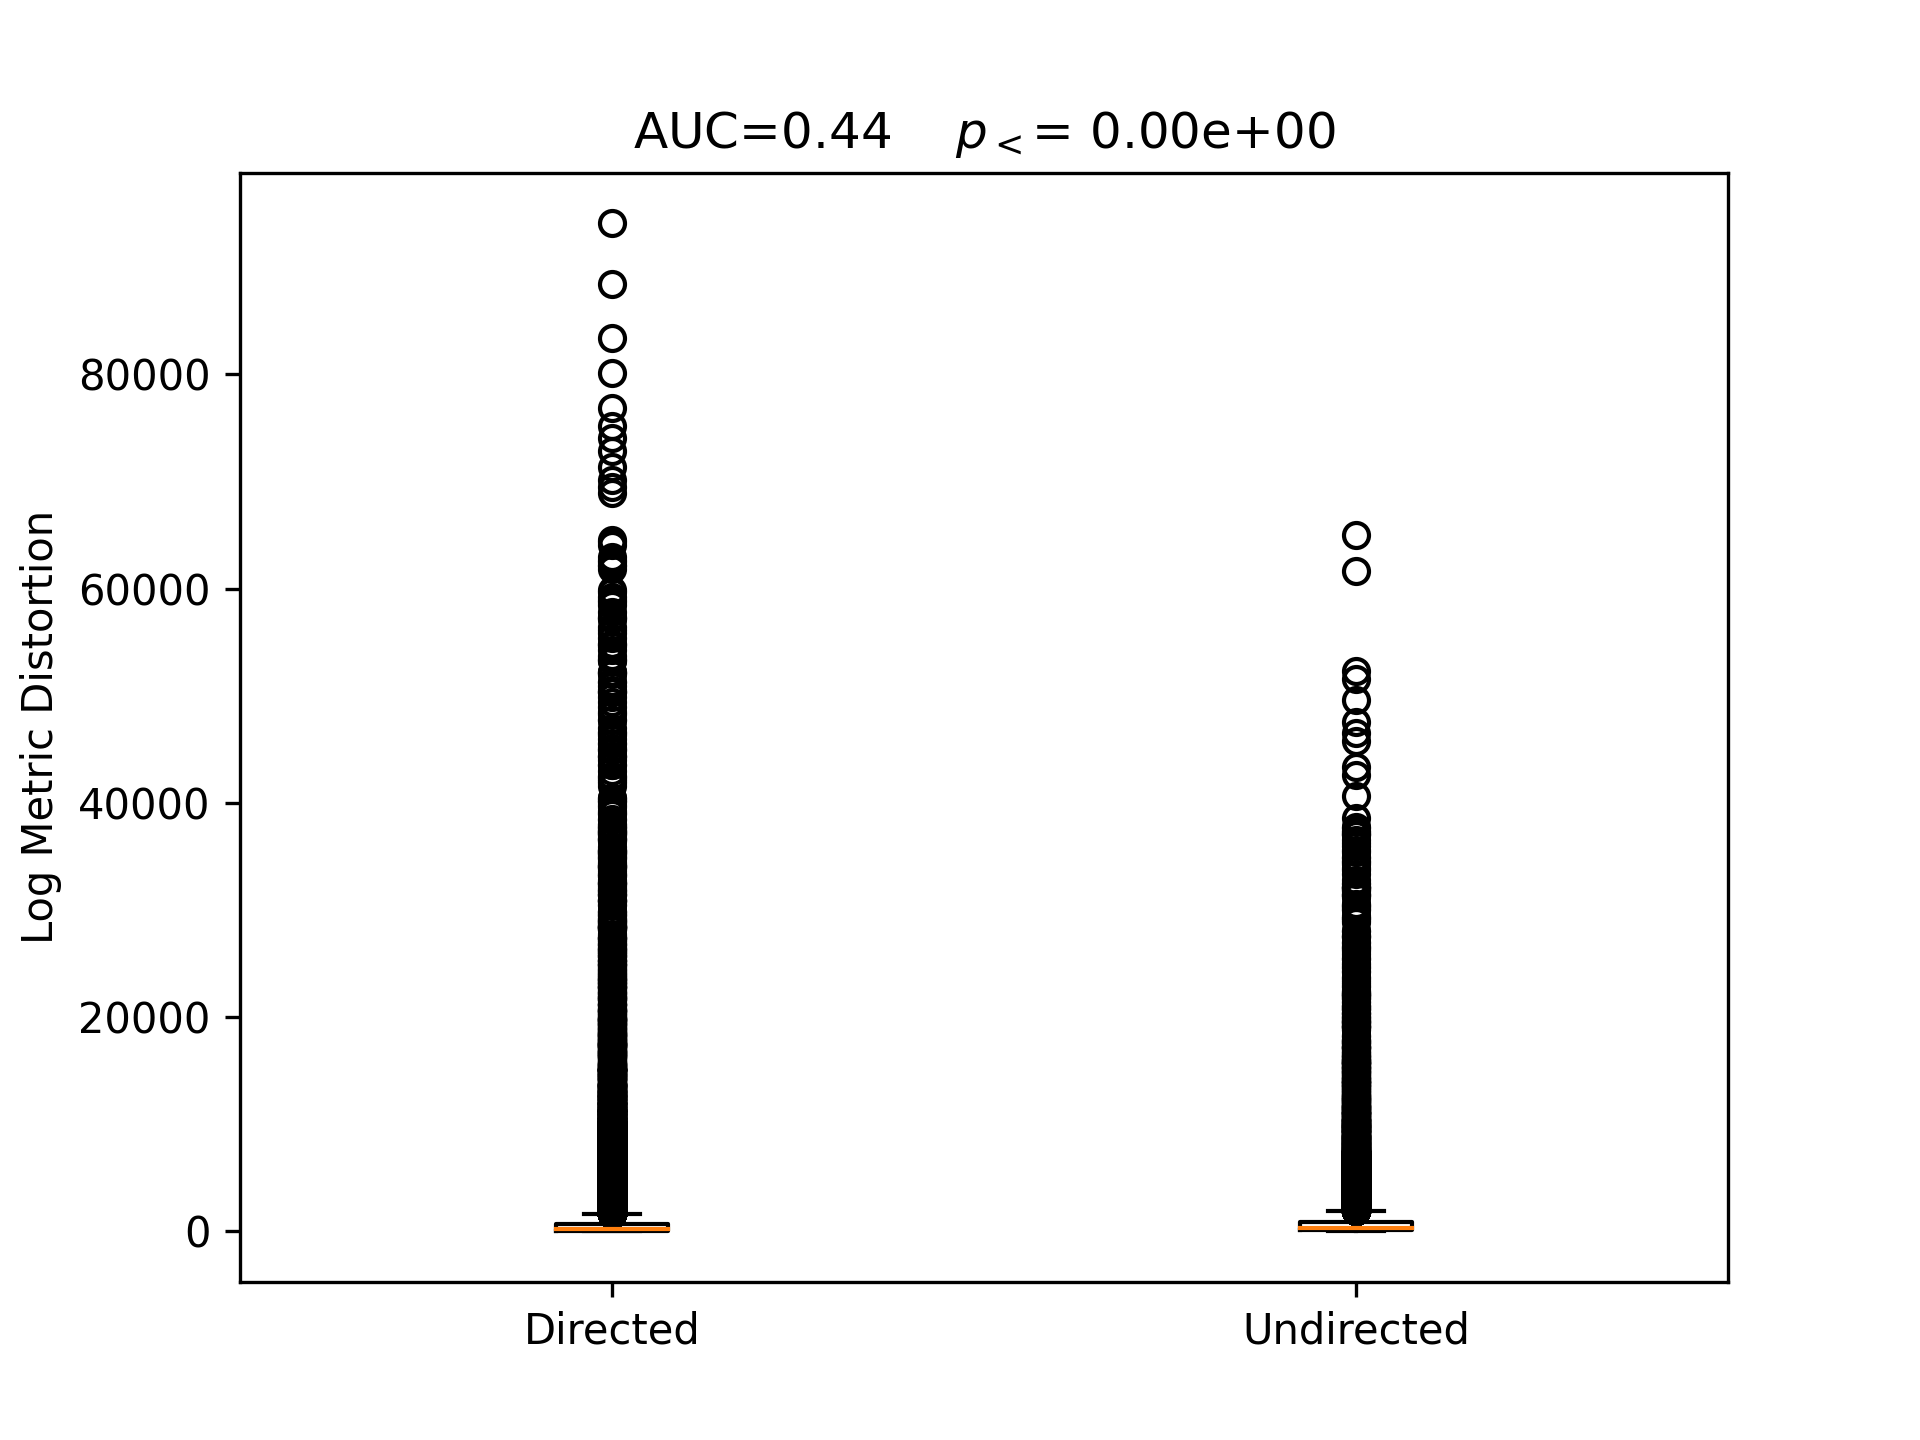 AUC=0.44 p < = 0.00e+00
Log Metric Distortion
80000
60000
40000
20000
0
Directed
Undirected